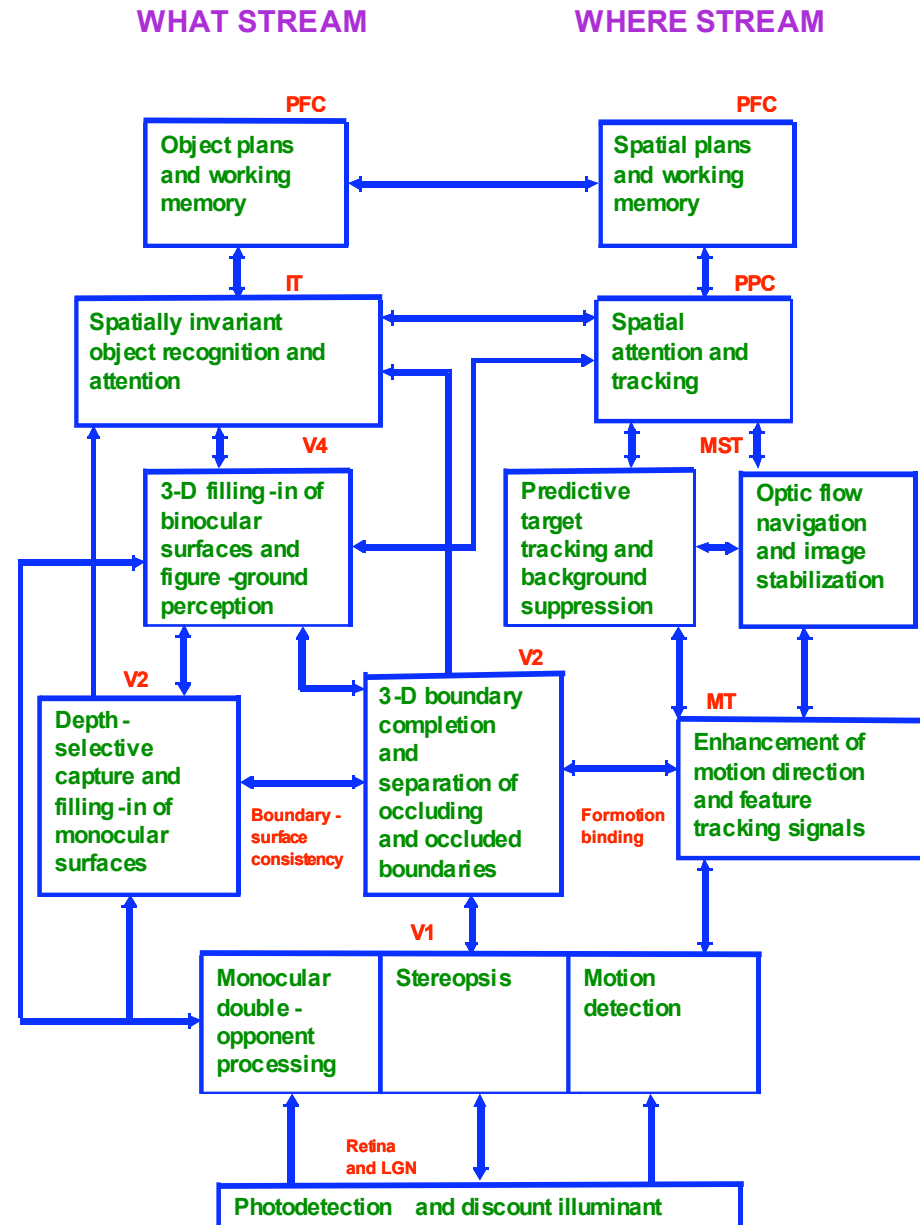 WHAT STREAM
WHERE STREAM
PFC
Object plans
and working
memory
PFC
Spatial plans
and working
memory
IT
Spatially invariant
object recognition and
attention
PPC
Spatial
attention and
tracking
V4
3-D filling -in of
binocular
surfaces and
figure -ground
perception
MST
Predictive
target
tracking and
background
suppression
Optic flow
navigation
and image
stabilization
V2
Depth -
selective
capture and
filling -in of
monocular
surfaces
Boundary -
surface
consistency
V2
3-D boundary
completion
and
separation of
occluding
and occluded
boundaries
Formotion
binding
MT
Enhancement of
motion direction
and feature
tracking signals
V1
Monocular
double -
opponent
processing
Stereopsis
Motion
detection
Retina
and LGN
Photodetection and discount illuminant